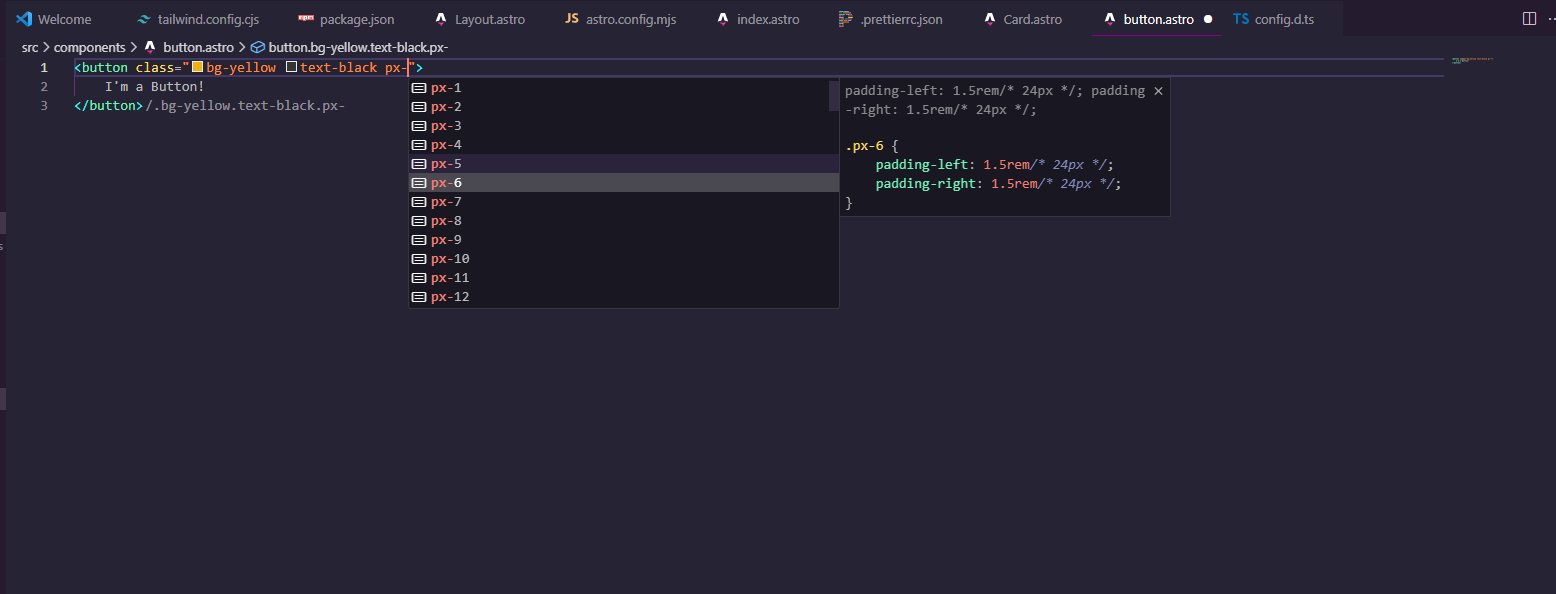 Welcome tailwind.config.cjs package.json Layout.astro JS astro.config.mjs index.astro .prettierrc.json Card.astro button.astro TS config.d.ts
src > components > button.astro > button.bg-yellow.text-black.px-
1 <button class="bg-yellow text-black px-">
2 I'm a Button!
3 </button>/.bg-yellow.text-black.px-
px-1
px-2
px-3
px-4
px-5
px-6
px-7
px-8
px-9
px-10
px-11
px-12
padding-left: 1.5rem/* 24px */; padding
-right: 1.5rem/* 24px */;
.px-6 {
padding-left: 1.5rem/* 24px */;
padding-right: 1.5rem/* 24px */;
}
s